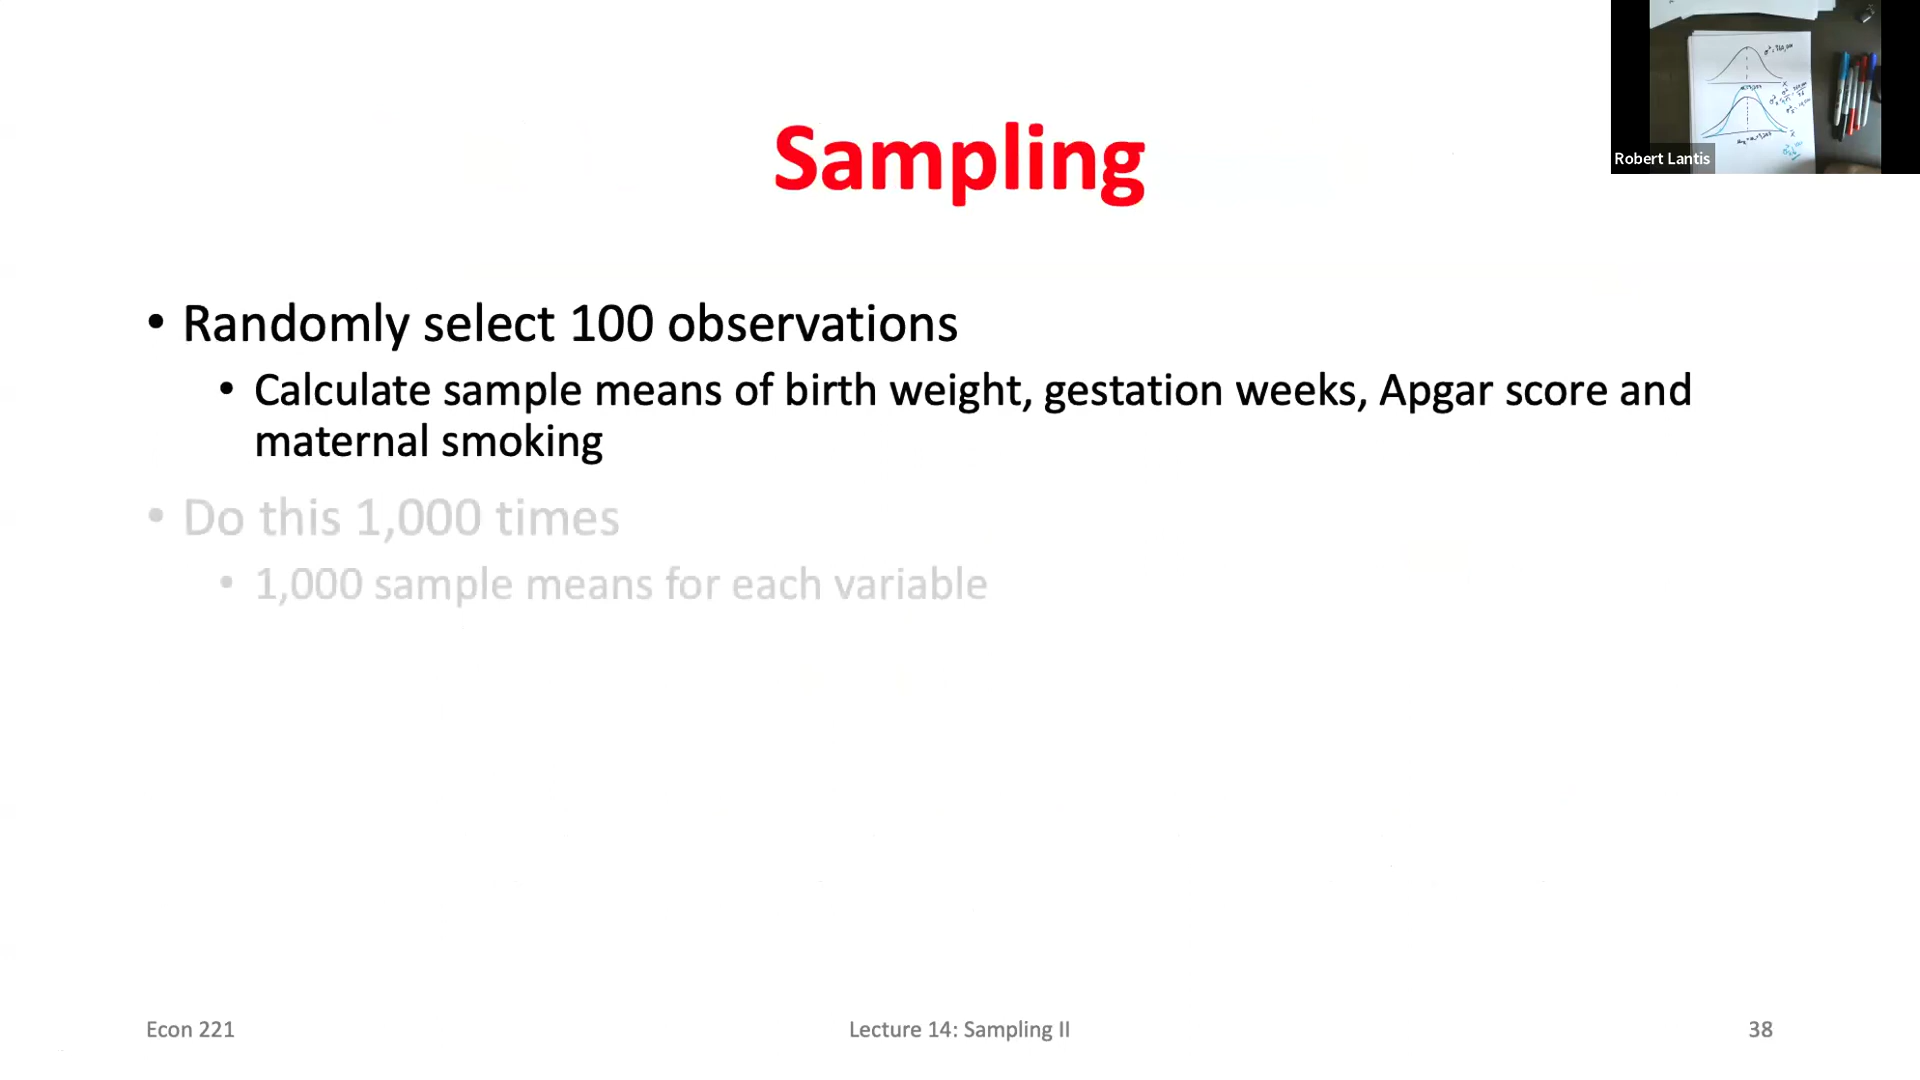 Sampling
Robert Lantis
• Randomly select 100 observations
• Calculate sample means of birth weight, gestation weeks, Apgar score and
maternal smoking
• Do this 1,000 times
• 1,000 sample means for each variable
Econ 221
Lecture 14: Sampling II
38